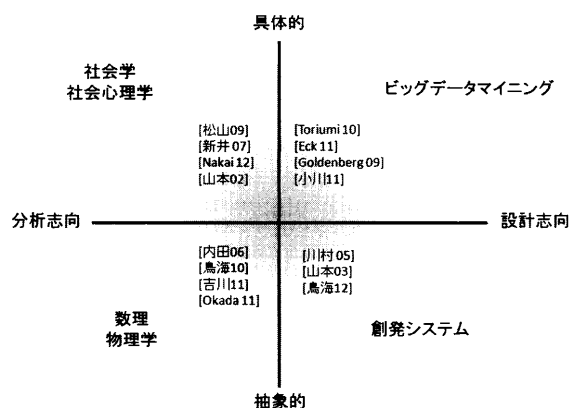 具体的
社会学
社会心理学
ビッグデータマイニング
[松山09]
[新井07]
[Nakai 12]
[山本02]
[Toriumi 10]
[Eck 11]
[Goldenberg 09]
[小川11]
分析志向
設計志向
[内田06]
[鳥海10]
[吉川11]
[Okada 11]
[川村05]
[山本03]
[鳥海12]
数理
物理学
創発システム
抽象的